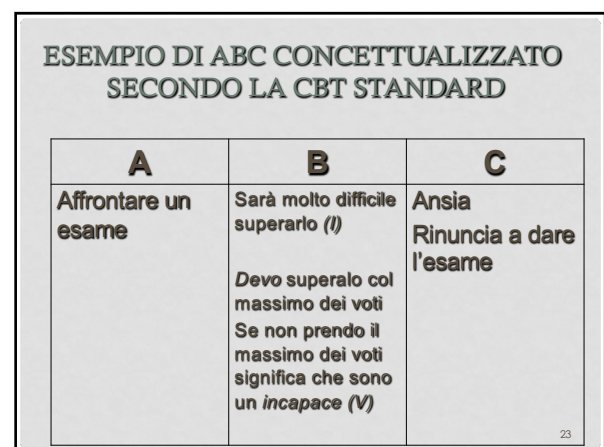 ESEMPIO DI ABC CONCETTUALIZZATO
SECONDO LA CBT STANDARD
A
B
C
Affrontare un
esame
Sarà molto difficile
superarlo (I)
Devo superalo col
massimo dei voti
Se non prendo il
massimo dei voti
significa che sono
un incapace (V)
Ansia
Rinuncia a dare
l'esame
23